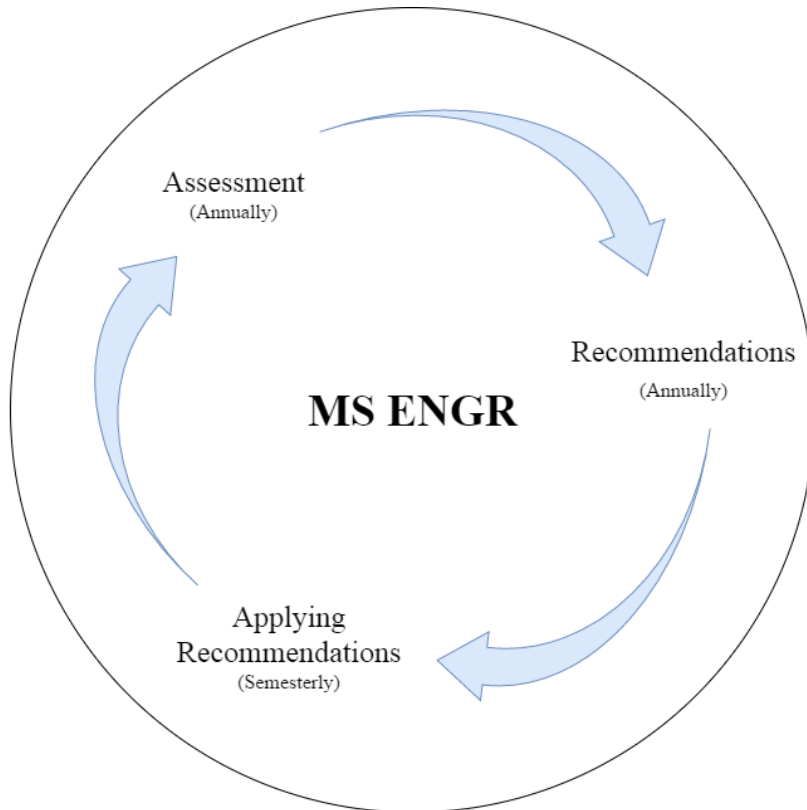 Assessment
(Annually)
Recommendations
(Annually)
MS ENGR
Applying
Recommendations
(Semesterly)